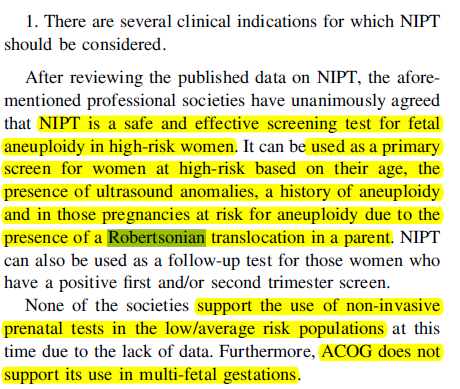 1. There are several clinical indications for which NIPT
should be considered.
After reviewing the published data on NIPT, the afore-
mentioned professional societies have unanimously agreed
that NIPT is a safe and effective screening test for fetal
aneuploidy in high-risk women. It can be used as a primary
screen for women at high-risk based on their age, the
presence of ultrasound anomalies, a history of aneuploidy
and in those pregnancies at risk for aneuploidy due to the
presence of a Robertsonian translocation in a parent. NIPT
can also be used as a follow-up test for those women who
have a positive first and/or second trimester screen.
None of the societies support the use of non-invasive
prenatal tests in the low/average risk populations at this
time due to the lack of data. Furthermore, ACOG does not
support its use in multi-fetal gestations.